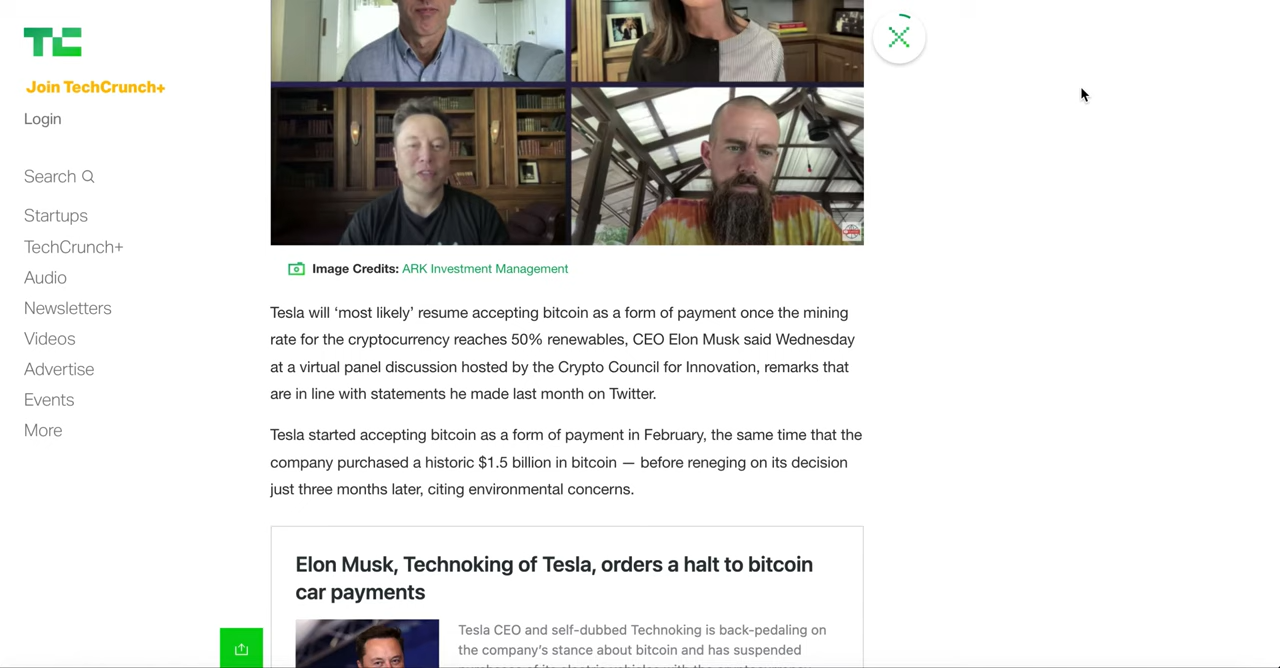 TC
Join TechCrunch+
Login
Search
Startups
TechCrunch+
Audio
Newsletters
Videos
Advertise
Events
More
Image Credits: ARK Investment Management
Tesla will ‘most likely’ resume accepting bitcoin as a form of payment once the mining
rate for the cryptocurrency reaches 50% renewables, CEO Elon Musk said Wednesday
at a virtual panel discussion hosted by the Crypto Council for Innovation, remarks that
are in line with statements he made last month on Twitter.
Tesla started accepting bitcoin as a form of payment in February, the same time that the
company purchased a historic $1.5 billion in bitcoin — before reneging on its decision
just three months later, citing environmental concerns.
Elon Musk, Technoking of Tesla, orders a halt to bitcoin
car payments
Tesla CEO and self-dubbed Technoking is back-pedaling on
the company’s stance about bitcoin and has suspended